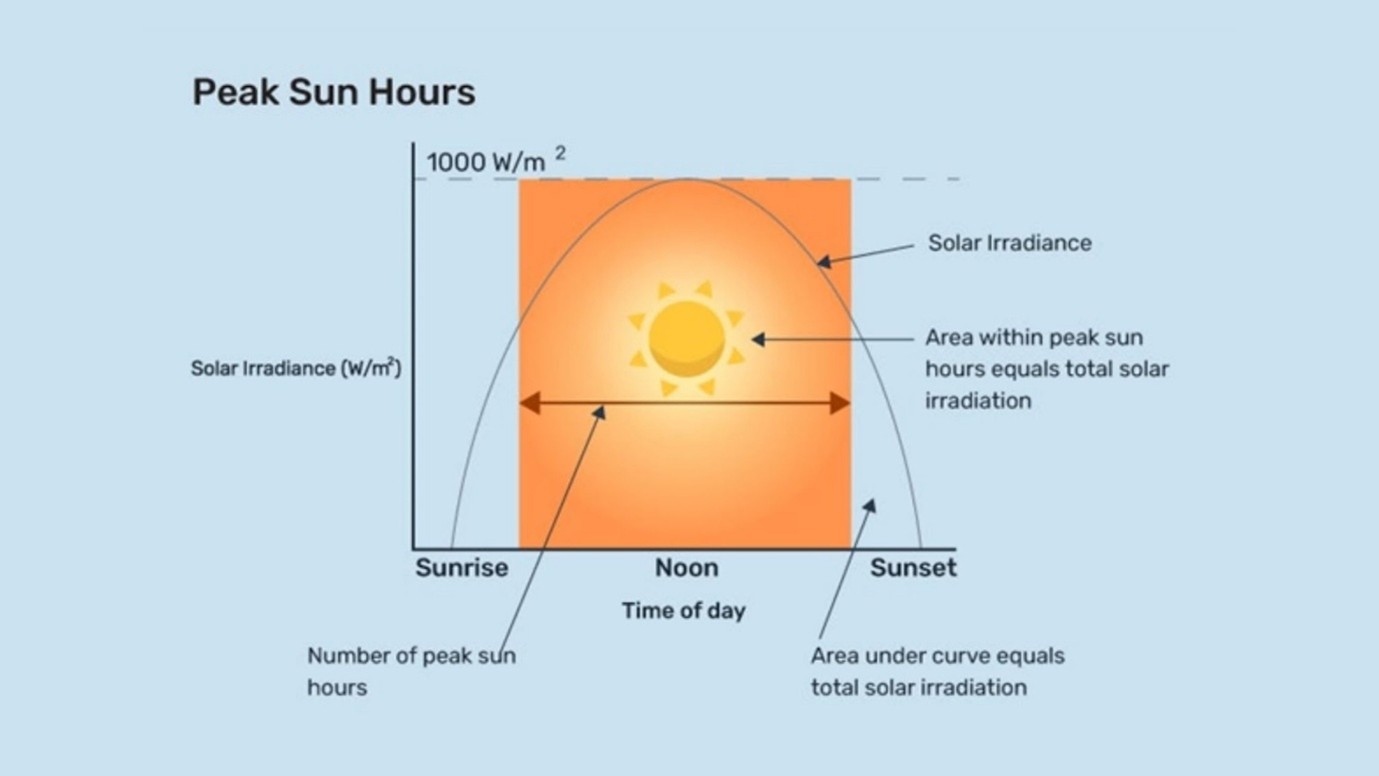 Peak Sun Hours
1000 W/m 2
Solar Irradiance
Area within peak sun
hours equals total solar
irradiation
Solar Irradiance (W/m²)
Sunrise
Noon
Sunset
Time of day
Number of peak sun
hours
Area under curve equals
total solar irradiation